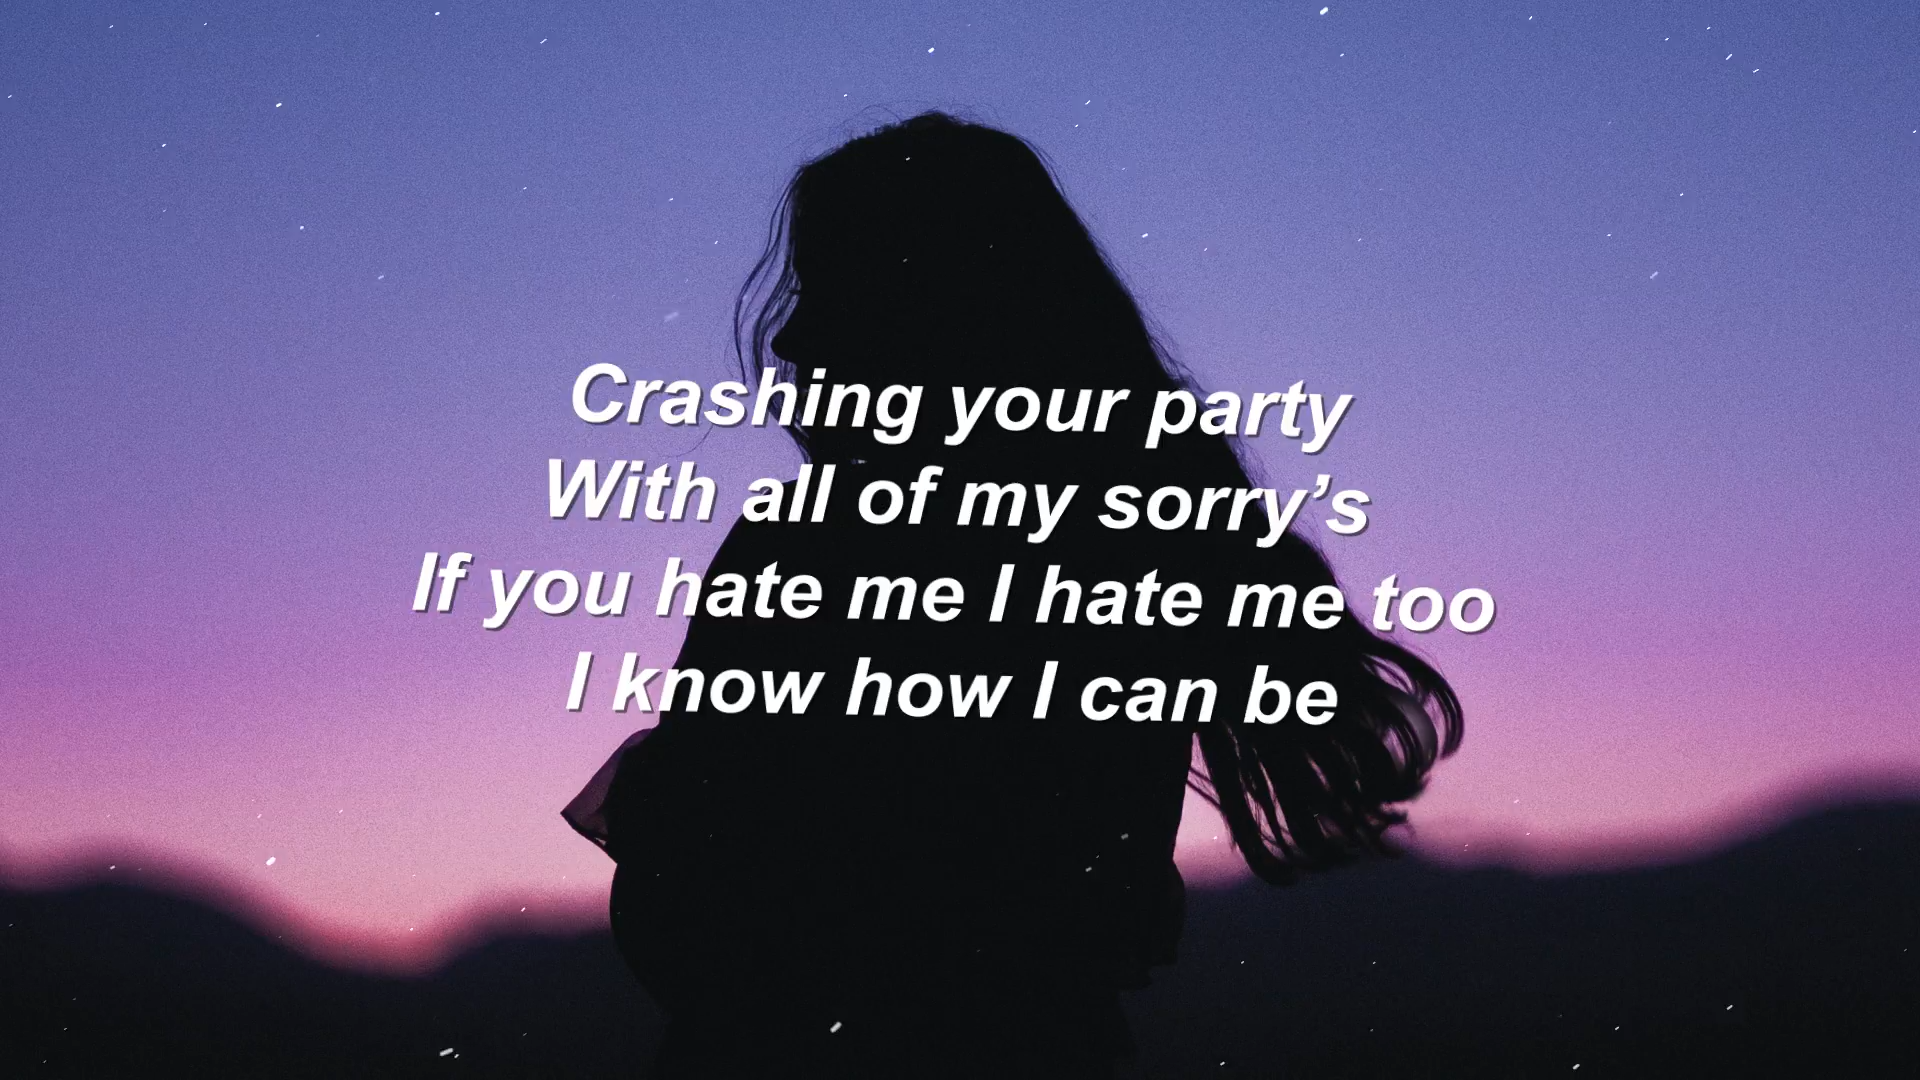 Crashing your party
With all of my sorry’s
If you hate me I hate me too
I know how I can be